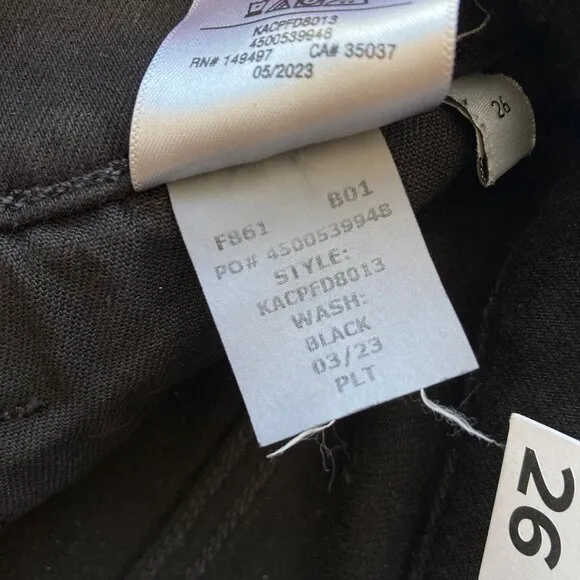 KACPFD8013
4500539948
RN# 149497 CA# 35037
05/2023
26
F861 B01
PO# 4500539948
STYLE:
KACPFD8013
WASH:
BLACK
03/23
PLT
26